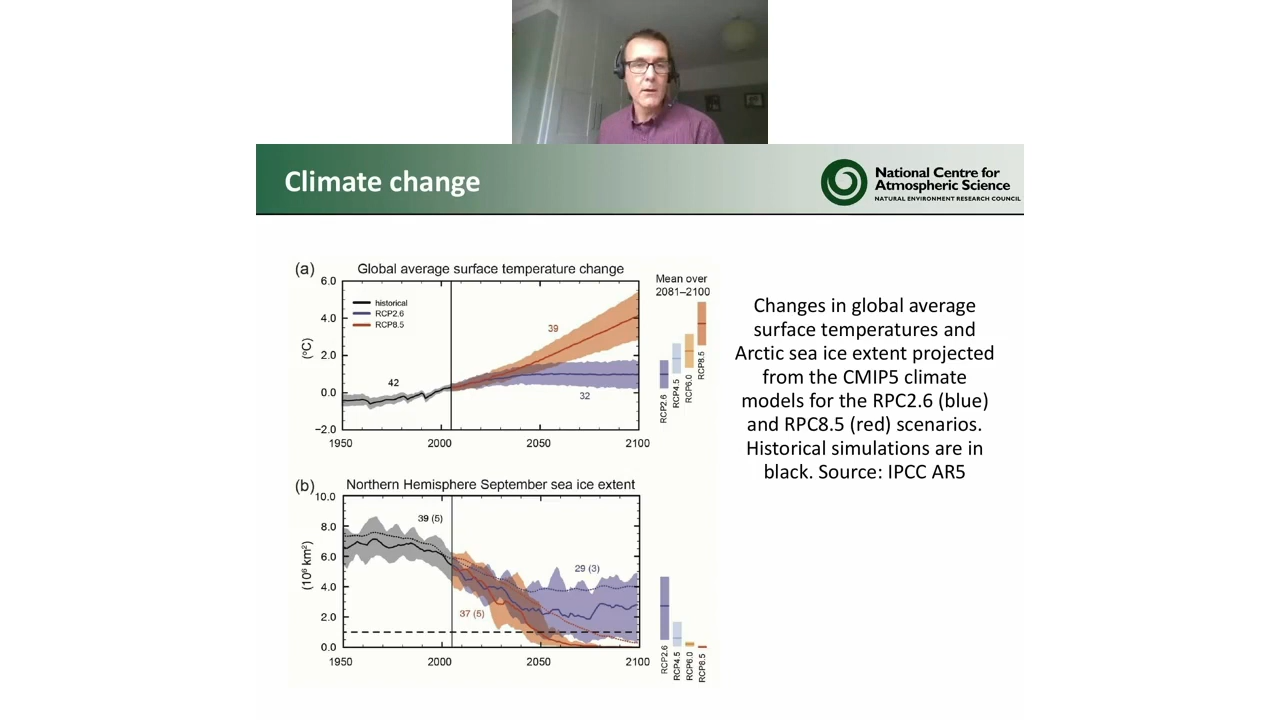 Climate change
National Centre for
Atmospheric Science
NATURAL ENVIRONMENT RESEARCH COUNCIL
(a)
Global average surface temperature change
6.0
4.0
2.0
0.0
−2.0
(°C)
historical
RCP2.6
RCP8.5
42
39
32
1950
2000
2050
2100
Mean over
2081–2100
RCP2.6
RCP4.5
RCP6.0
RCP8.5
Changes in global average
surface temperatures and
Arctic sea ice extent projected
from the CMIP5 climate
models for the RPC2.6 (blue)
and RPC8.5 (red) scenarios.
Historical simulations are in
black. Source: IPCC AR5
(b)
Northern Hemisphere September sea ice extent
10.0
8.0
6.0
4.0
2.0
0.0
(10⁶ km²)
39 (5)
29 (3)
37 (5)
1950
2000
2050
2100
RCP2.6
RCP4.5
RCP6.0
RCP8.5